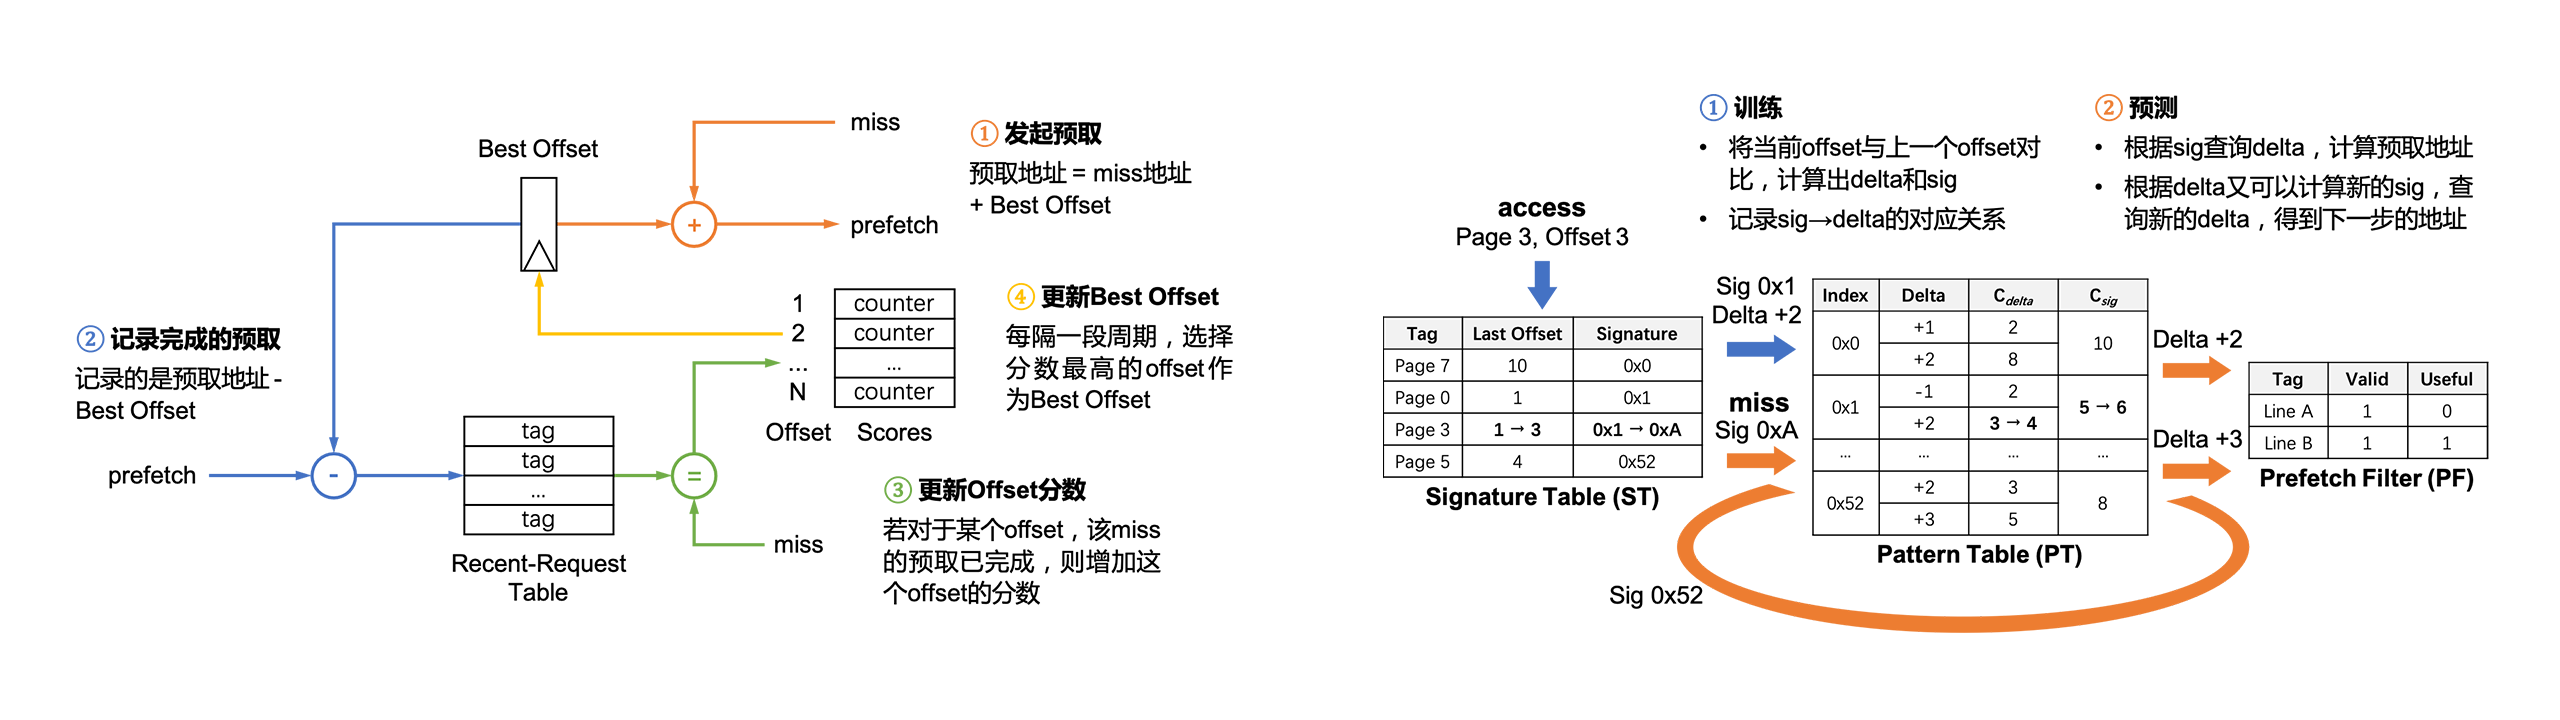 miss
① 发起预取
预取地址 = miss地址
+ Best Offset
Best Offset
+
prefetch
1
2
...
N
counter
counter
...
counter
Offset
Scores
④ 更新Best Offset
每隔一段周期，选择
分数最高的offset作
为Best Offset
② 记录完成的预取
记录的是预取地址 -
Best Offset
prefetch
-
tag
tag
...
tag
Recent-Request
Table
=
miss
③ 更新Offset分数
若对于某个offset，该miss
的预取已完成，则增加这
个offset的分数
① 训练
• 将当前offset与上一个offset对
比，计算出delta和sig
• 记录sig→delta的对应关系
② 预测
• 根据sig查询delta，计算预取地址
• 根据delta又可以计算新的sig，查
询新的delta，得到下一步的地址
access
Page 3, Offset 3
Tag Last Offset Signature
Page 7 10 0x0
Page 0 1 0x1
Page 3 1 → 3 0x1 → 0xA
Page 5 4 0x52
Signature Table (ST)
Sig 0x1
Delta +2
miss
Sig 0xA
Index Delta Cdelta Csig
0x0 +1 2 10
+2 8
0x1 -1 2 5 → 6
+2 3 → 4
... ... ... ...
0x52 +2 3 8
+3 5
Pattern Table (PT)
Sig 0x52
Delta +2
Delta +3
Tag Valid Useful
Line A 1 0
Line B 1 1
Prefetch Filter (PF)